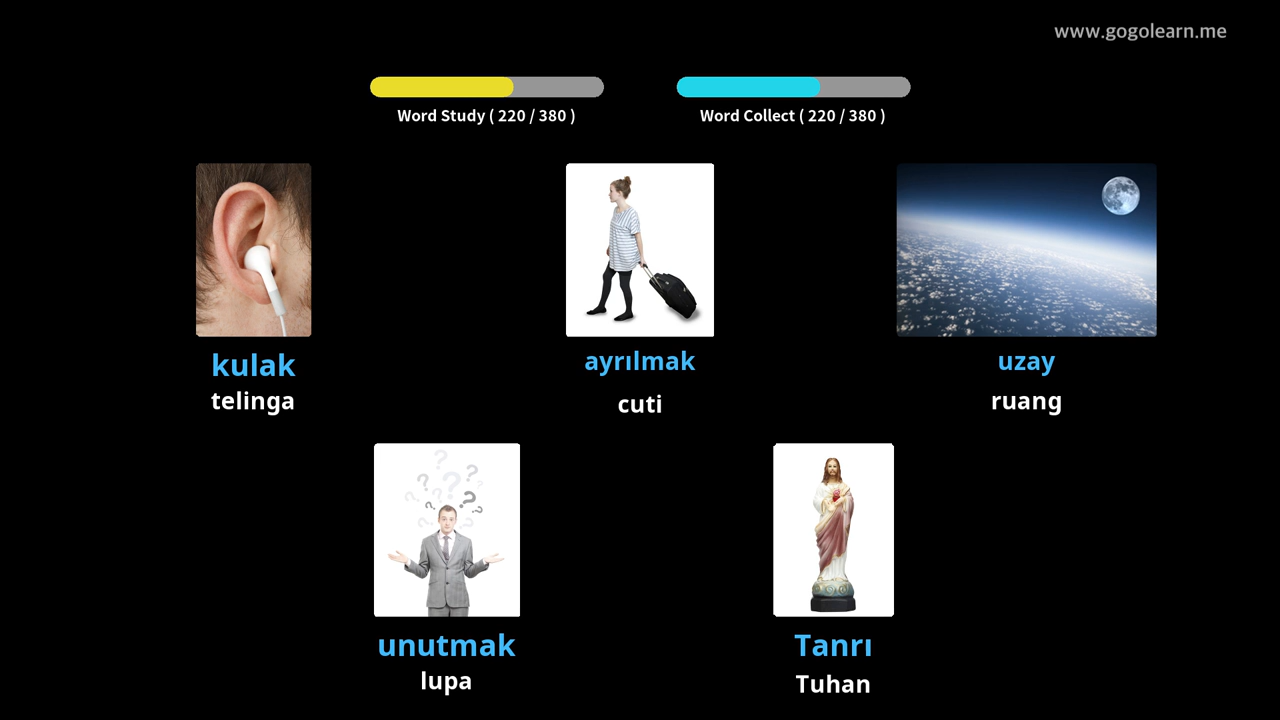 www.gogolearn.me
Word Study ( 220 / 380 )
Word Collect ( 220 / 380 )
kulak
telinga
ayrılmak
cuti
uzay
ruang
unutmak
lupa
Tanrı
Tuhan